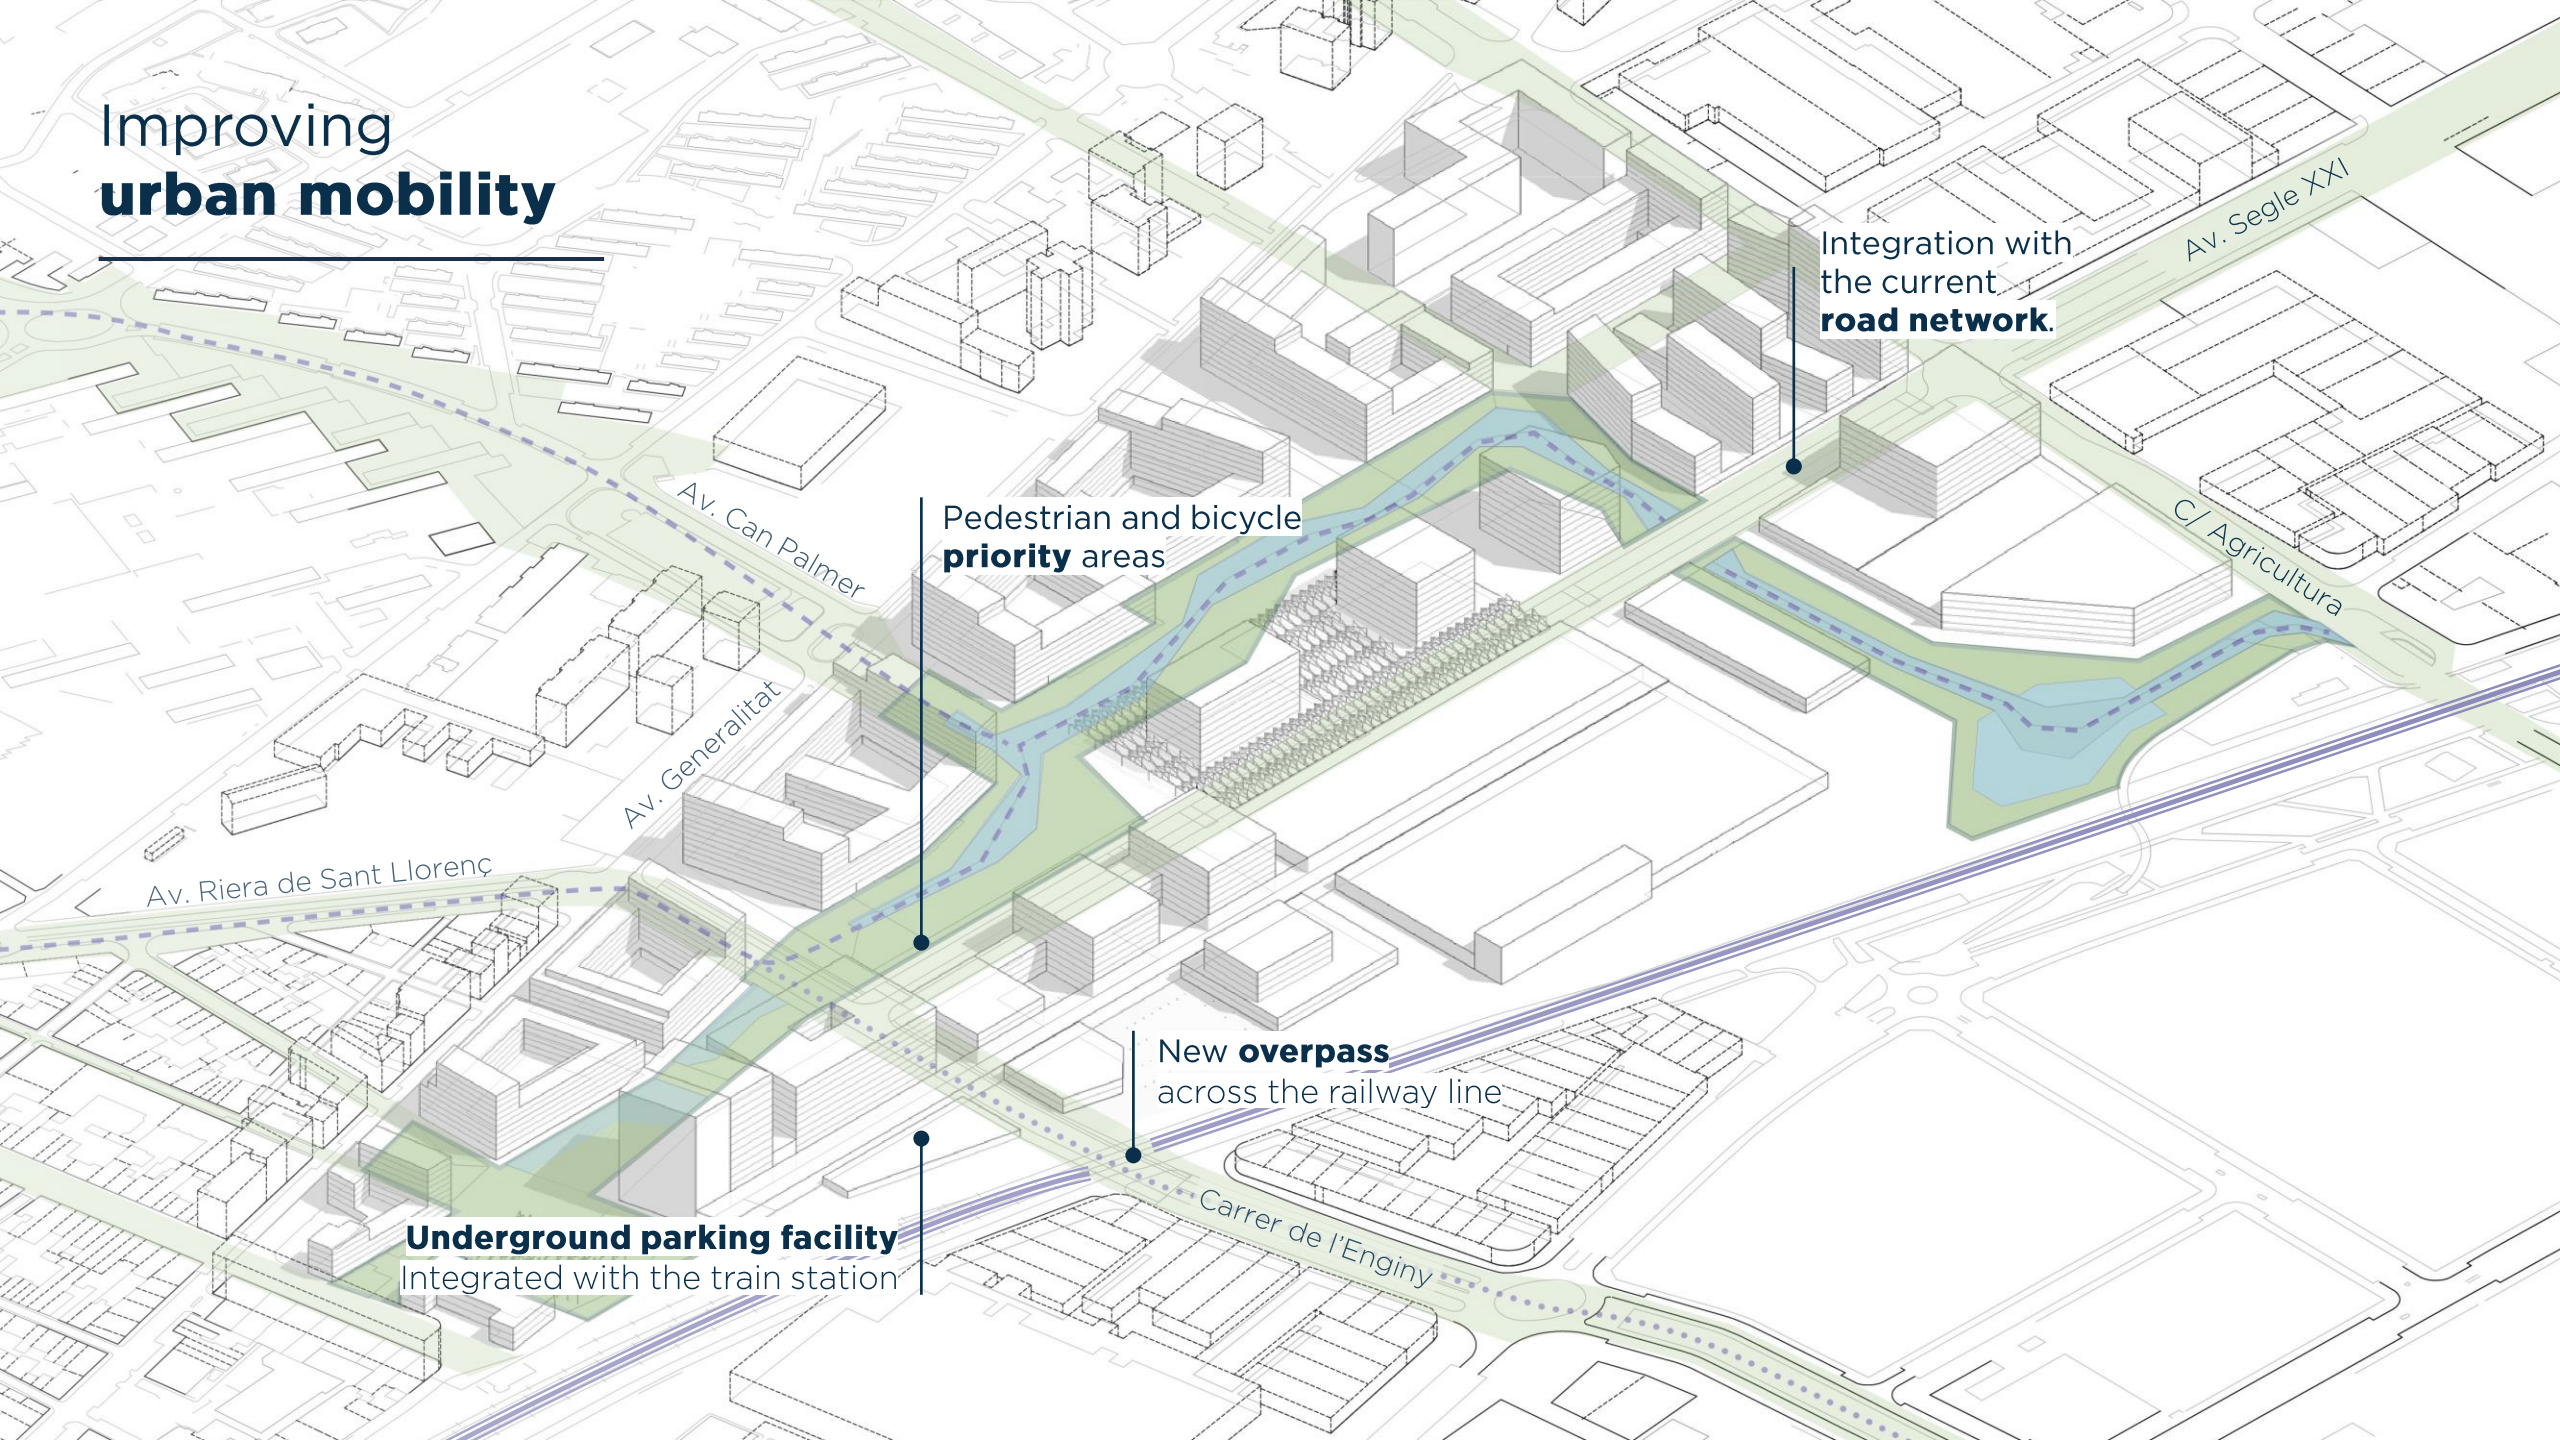 Improving
urban mobility
Integration with
the current
road network.
Av. Segle XXI
Pedestrian and bicycle
priority areas
Av. Can Palmer
C/ Agricultura
Av. Generalitat
Av. Riera de Sant Llorenç
New overpass
across the railway line
Underground parking facility
Integrated with the train station
Carrer de l'Enginy